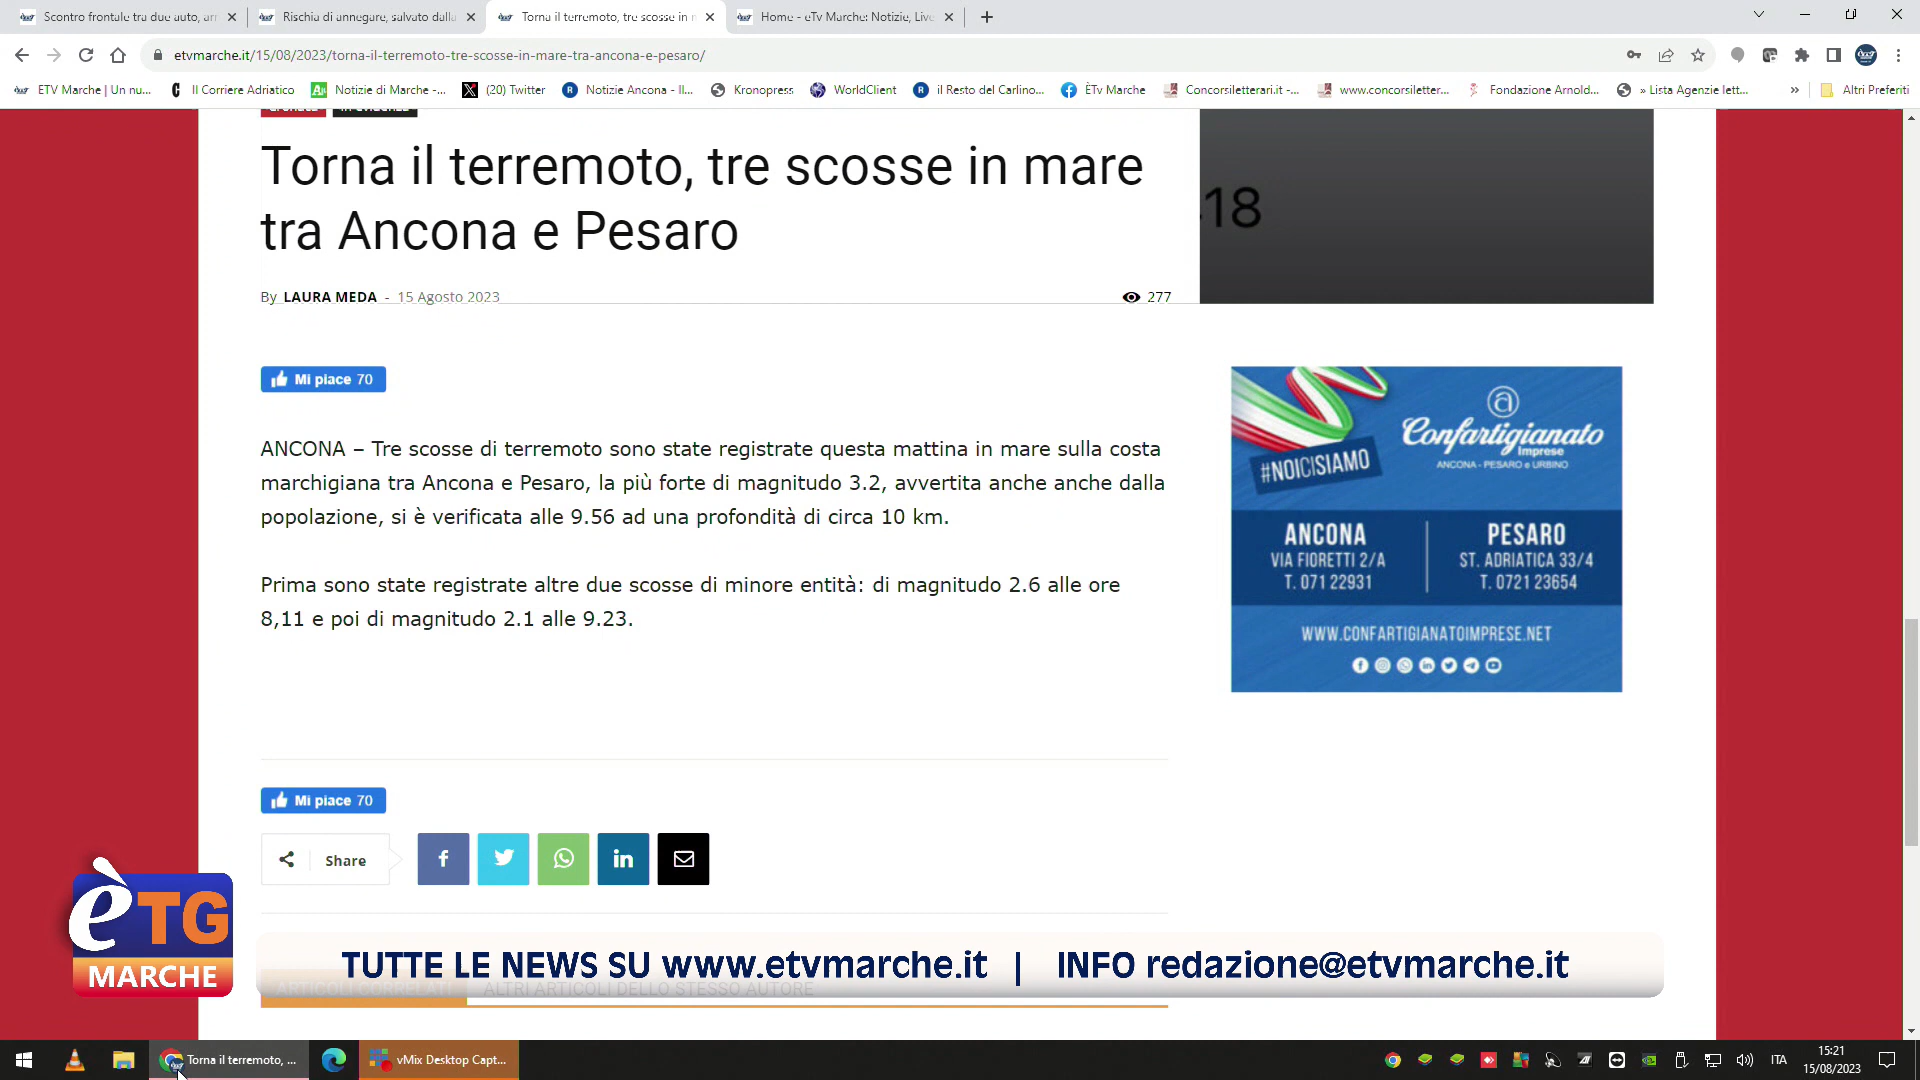 Scontro frontale tra due auto, arr
Rischia di annegare, salvato dalla
Torna il terremoto, tre scosse in m
Home - eTv Marche: Notizie, Live
etvmarche.it/15/08/2023/torna-il-terremoto-tre-scosse-in-mare-tra-ancona-e-pesaro/
ETV Marche | Un nu...
Il Corriere Adriatico
Notizie di Marche -...
(20) Twitter
Notizie Ancona - Il...
Kronopress
WorldClient
il Resto del Carlino...
ÈTv Marche
Concorsiletterari.it -...
www.concorsiletter...
Fondazione Arnold...
» Lista Agenzie lett...
»
Altri Preferiti
Torna il terremoto, tre scosse in mare
tra Ancona e Pesaro
18
By LAURA MEDA - 15 Agosto 2023
277
Mi piace 70
ANCONA – Tre scosse di terremoto sono state registrate questa mattina in mare sulla costa
marchigiana tra Ancona e Pesaro, la più forte di magnitudo 3.2, avvertita anche anche dalla
popolazione, si è verificata alle 9.56 ad una profondità di circa 10 km.
Prima sono state registrate altre due scosse di minore entità: di magnitudo 2.6 alle ore
8,11 e poi di magnitudo 2.1 alle 9.23.
#NOICISIAMO
Confartigianato
Imprese
ANCONA - PESARO e URBINO
ANCONA
VIA FIORETTI 2/A
T. 071 22931
PESARO
ST. ADRIATICA 33/4
T. 0721 23654
WWW.CONFARTIGIANATOIMPRESE.NET
Mi piace 70
Share
èTG
MARCHE
TUTTE LE NEWS SU www.etvmarche.it | INFO redazione@etvmarche.it
ARTICOLI CORRELATI
ALTRI ARTICOLI DELLO STESSO AUTORE
Torna il terremoto, ...
vMix Desktop Capt...
ITA
15:21
15/08/2023